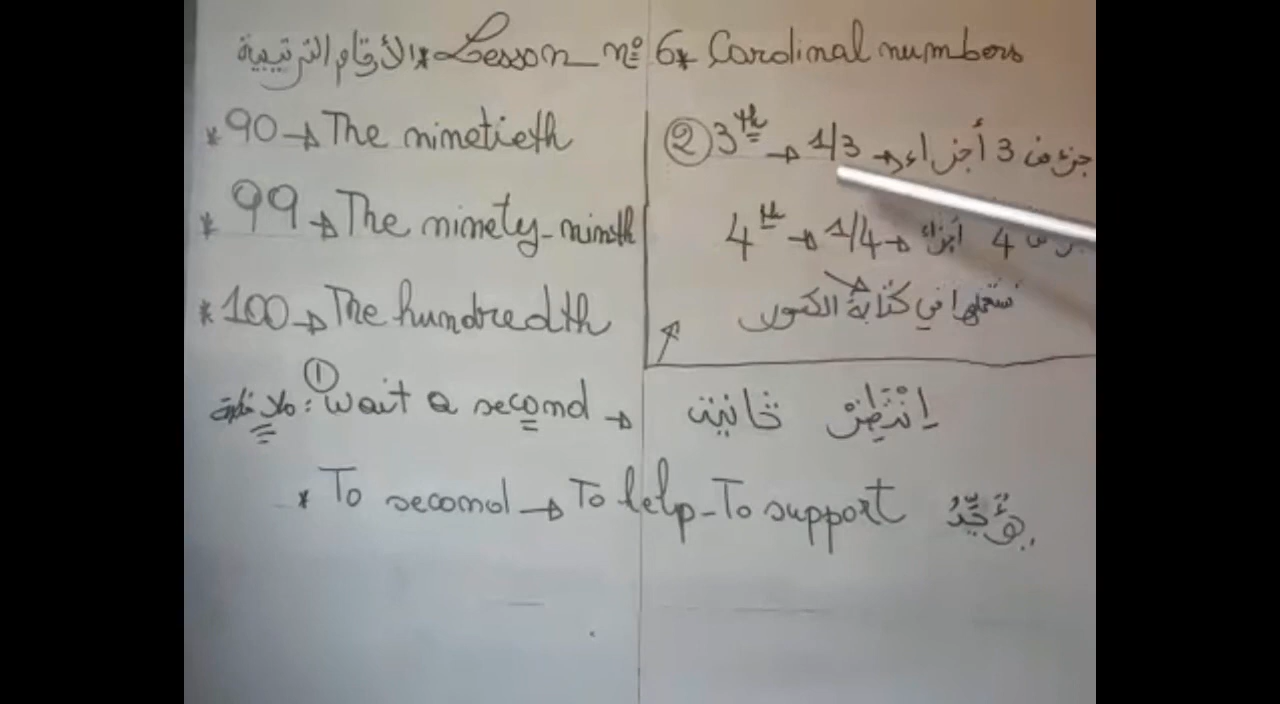 الأرقام الترتيبية * Lesson nº 6 * Cardinal numbers
* 90 → The ninetieth
* 99 → The ninety-ninth
* 100 → The hundredth
② 3th → 1/3 → جزء من 3 أجزاء
4th → 1/4 → 4 أجزاء
نستعملها في كتابة الكسور
ملاحظة: ① Wait a second → اِنْتَظِرْ ثانية
* To second → To help - To support يؤيّدُ